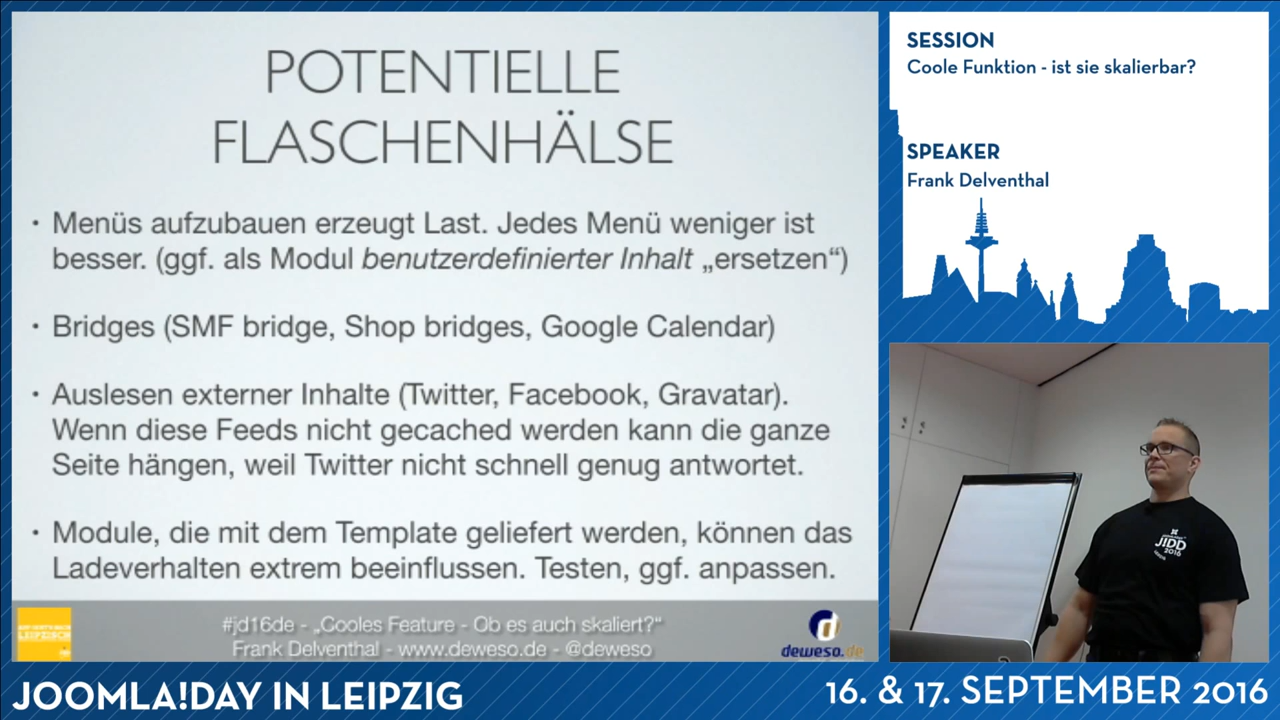 POTENTIELLE
FLASCHENHÄLSE
• Menüs aufzubauen erzeugt Last. Jedes Menü weniger ist
besser. (ggf. als Modul benutzerdefinierter Inhalt „ersetzen“)
• Bridges (SMF bridge, Shop bridges, Google Calendar)
• Auslesen externer Inhalte (Twitter, Facebook, Gravatar).
Wenn diese Feeds nicht gecached werden kann die ganze
Seite hängen, weil Twitter nicht schnell genug antwortet.
• Module, die mit dem Template geliefert werden, können das
Ladeverhalten extrem beeinflussen. Testen, ggf. anpassen.
#jd16de - „Cooles Feature - Ob es auch skaliert?“
Frank Delventhal - www.deweso.de - @deweso
LEIPZISCH
deweso.de
SESSION
Coole Funktion - ist sie skalierbar?
SPEAKER
Frank Delventhal
JDD
2016
JOOMLA!DAY IN LEIPZIG
16. & 17. SEPTEMBER 2016